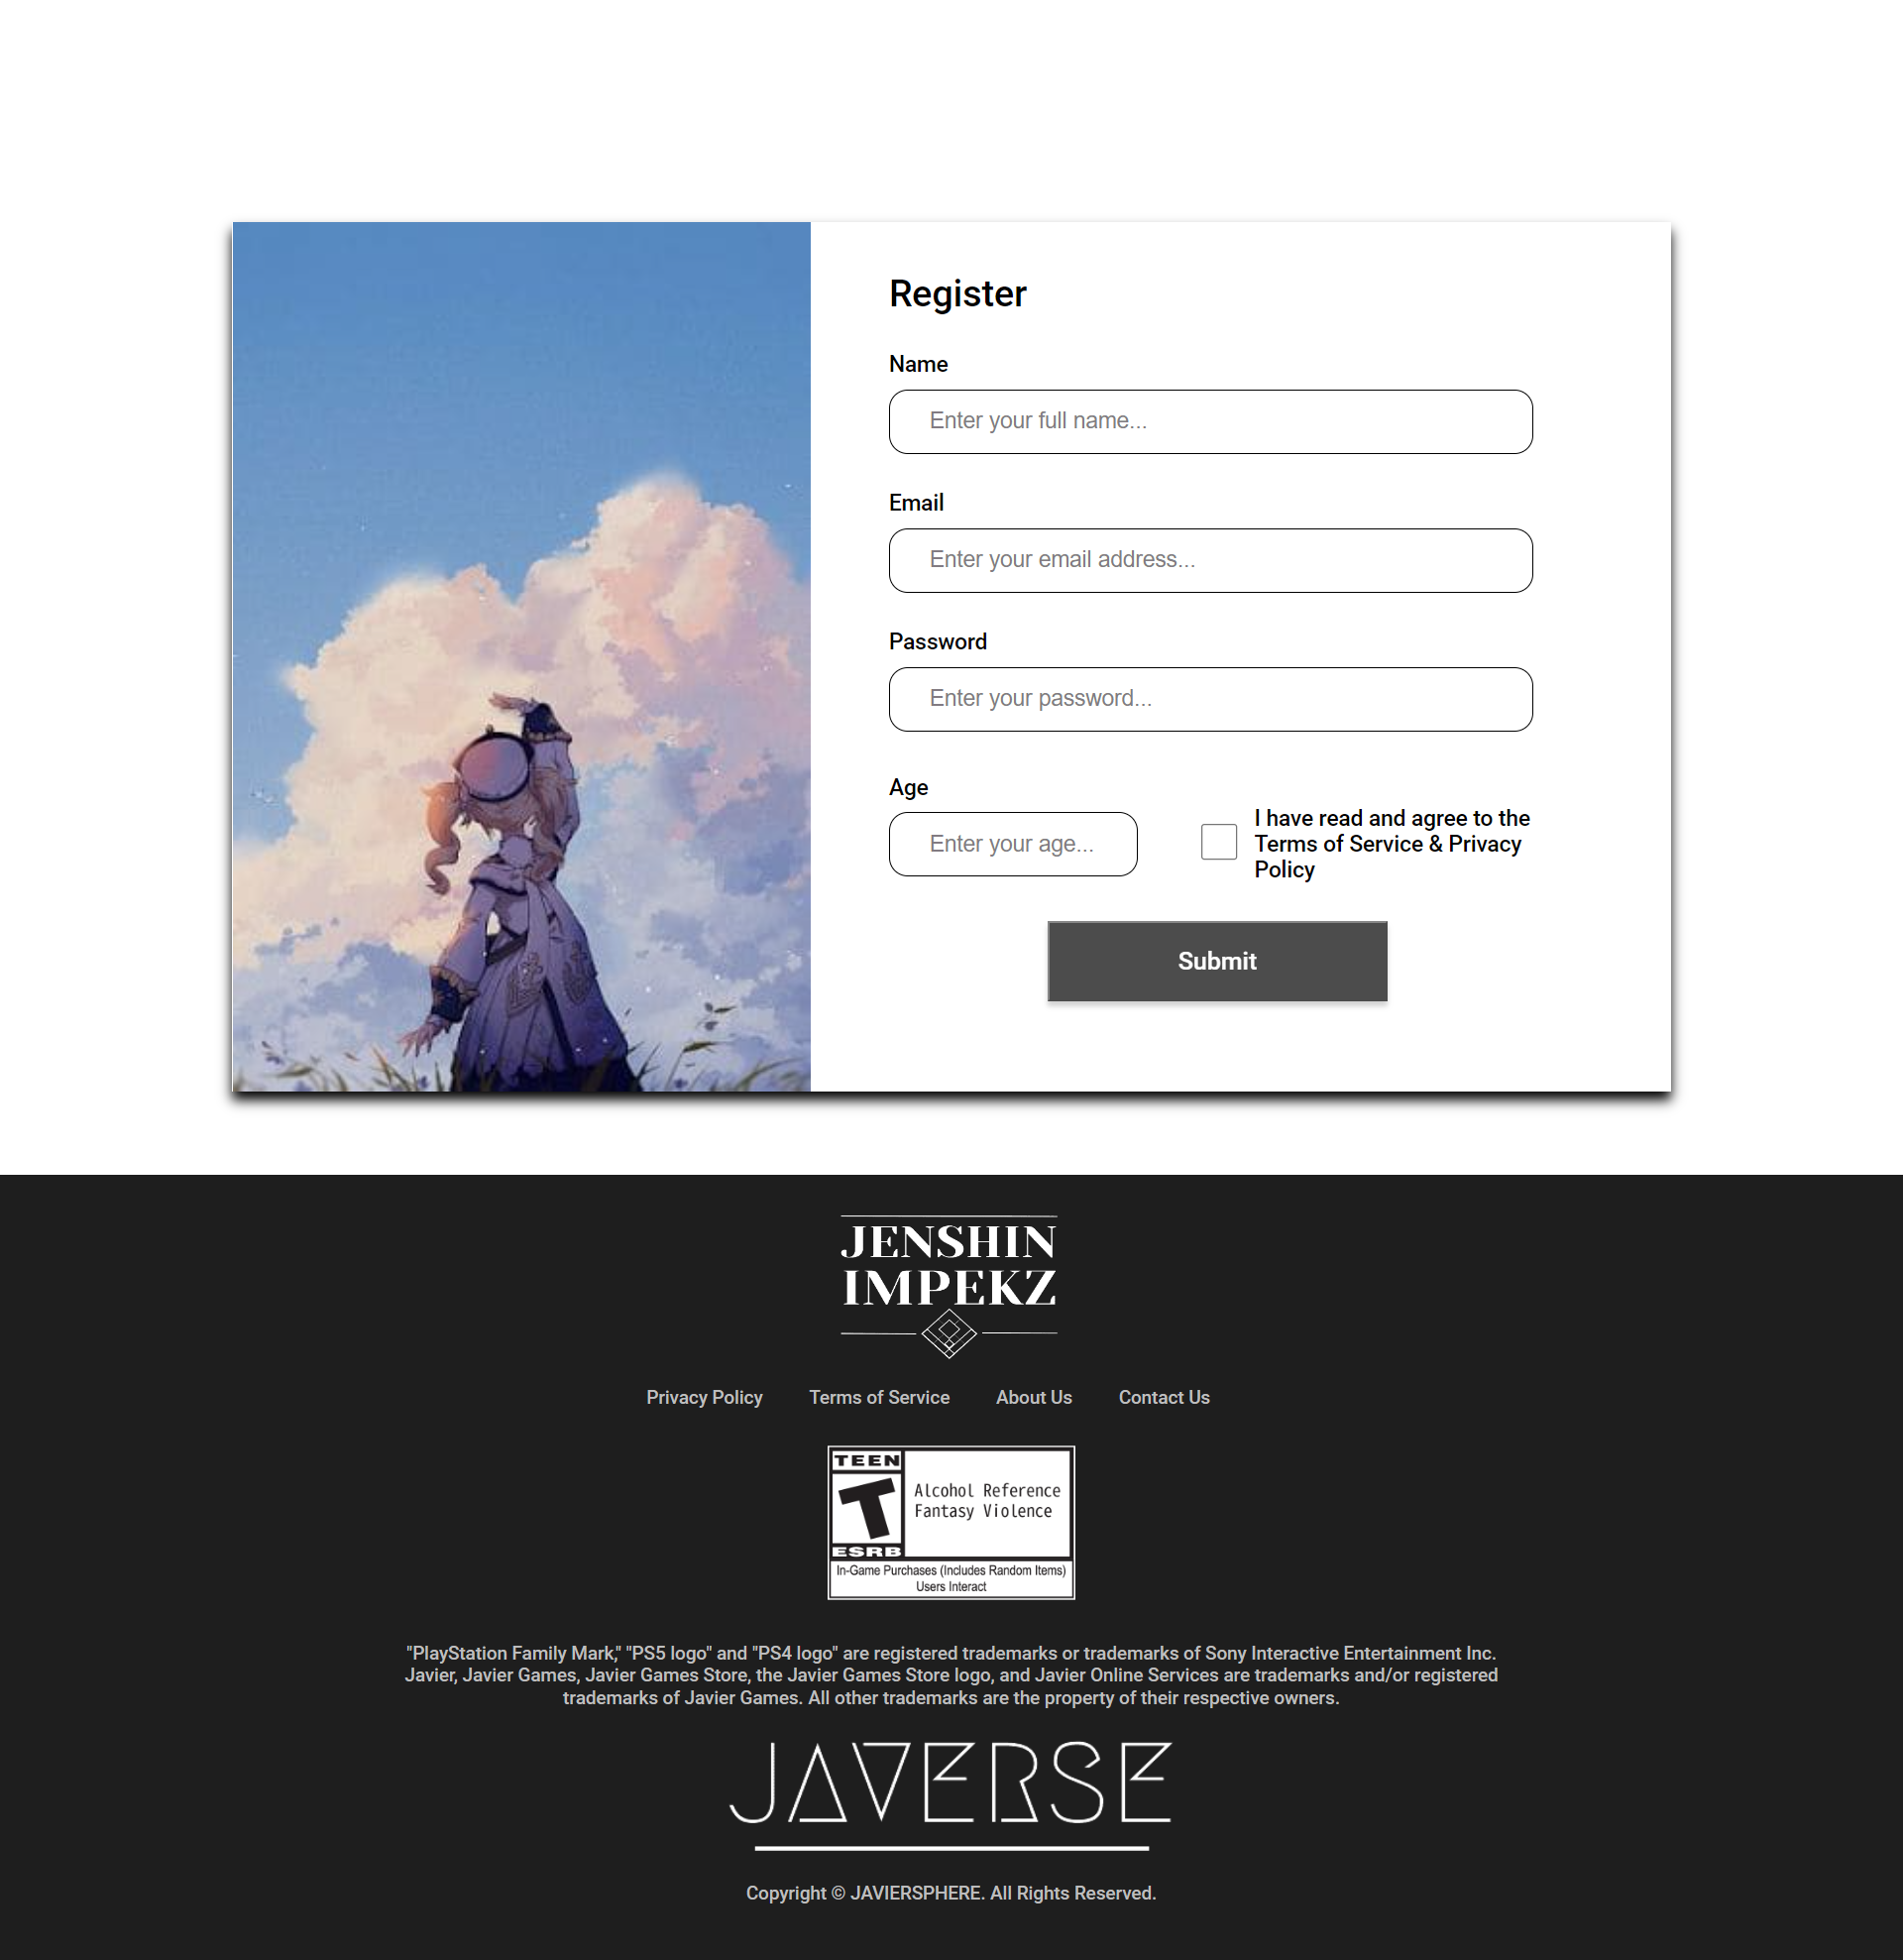 Register
Name
Enter your full name...
Email
Enter your email address...
Password
Enter your password...
Age
Enter your age...
I have read and agree to the
Terms of Service & Privacy
Policy
Submit
JENSHIN
IMPEKZ
Privacy Policy Terms of Service About Us Contact Us
TEEN
T
ESRB
Alcohol Reference
Fantasy Violence
In-Game Purchases (Includes Random Items)
Users Interact
"PlayStation Family Mark," "PS5 logo" and "PS4 logo" are registered trademarks or trademarks of Sony Interactive Entertainment Inc.
Javier, Javier Games, Javier Games Store, the Javier Games Store logo, and Javier Online Services are trademarks and/or registered
trademarks of Javier Games. All other trademarks are the property of their respective owners.
JAVERSE
Copyright © JAVIERSPHERE. All Rights Reserved.